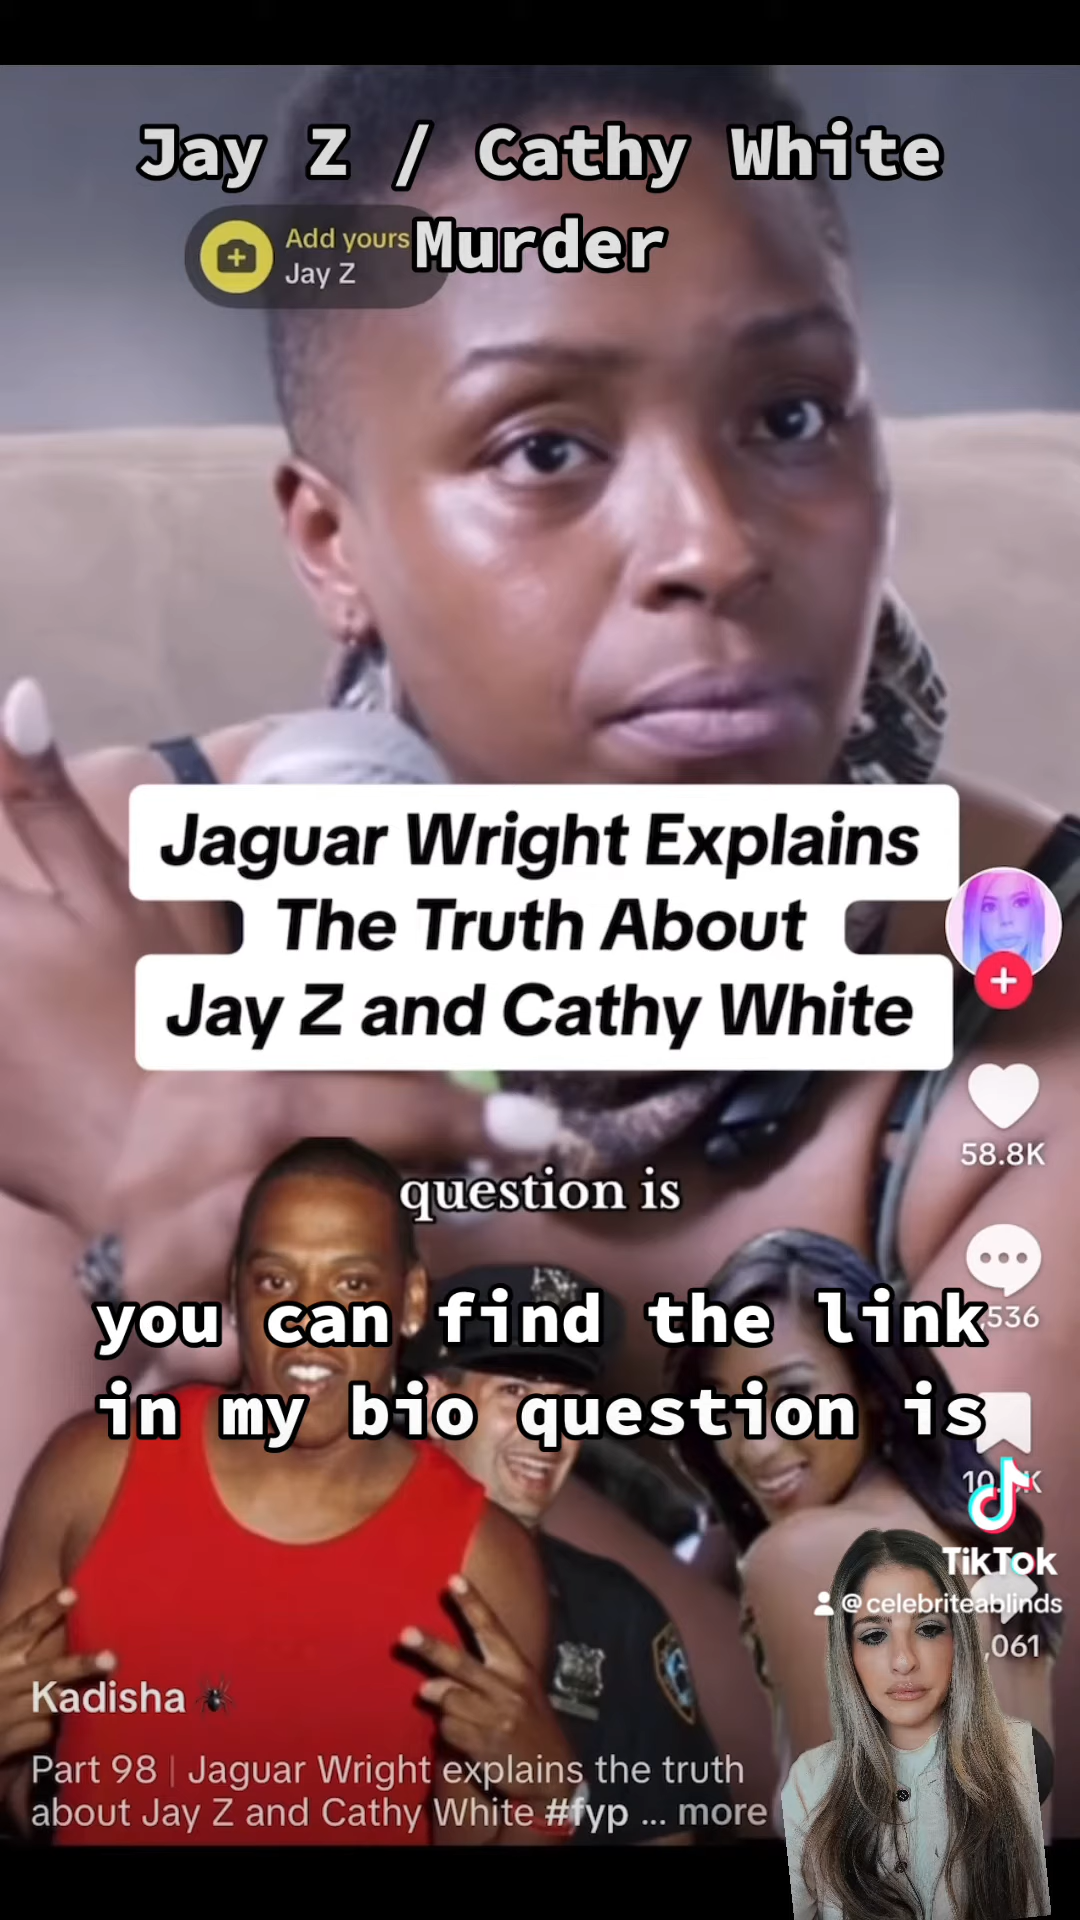 Jay Z / Cathy White
Murder
Add yours
Jay Z
Jaguar Wright Explains
The Truth About
Jay Z and Cathy White
58.8K
question is
you can find the link
in my bio question is
,536
TikTok
@celebriteablinds
,061
Kadisha
Part 98 | Jaguar Wright explains the truth
about Jay Z and Cathy White #fyp ... more